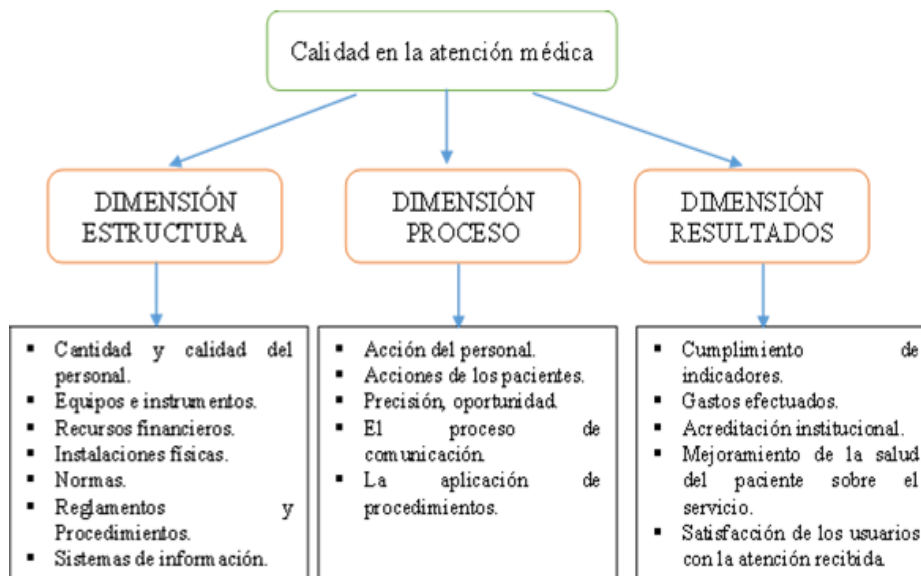 Calidad en la atención médica
DIMENSIÓN
ESTRUCTURA
DIMENSIÓN
PROCESO
DIMENSIÓN
RESULTADOS
▪ Cantidad y calidad del
personal.
▪ Equipos e instrumentos.
▪ Recursos financieros.
▪ Instalaciones físicas.
▪ Normas.
▪ Reglamentos y
Procedimientos.
▪ Sistemas de información.
▪ Acción del personal.
▪ Acciones de los pacientes.
▪ Precisión, oportunidad
▪ El proceso de
comunicación
▪ La aplicación de
procedimientos.
▪ Cumplimiento de
indicadores.
▪ Gastos efectuados.
▪ Acreditación institucional.
▪ Mejoramiento de la salud
del paciente sobre el
servicio.
▪ Satisfacción de los usuarios
con la atención recibida